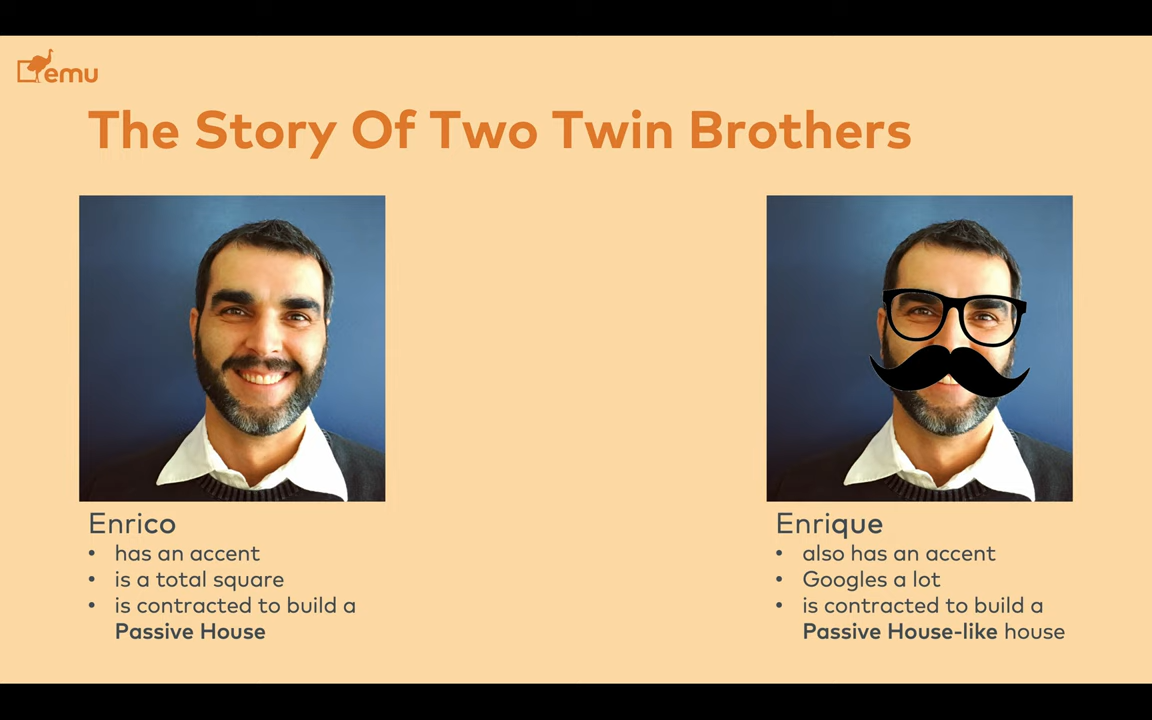 emu
The Story Of Two Twin Brothers
Enrico
• has an accent
• is a total square
• is contracted to build a
Passive House
Enrique
• also has an accent
• Googles a lot
• is contracted to build a
Passive House-like house